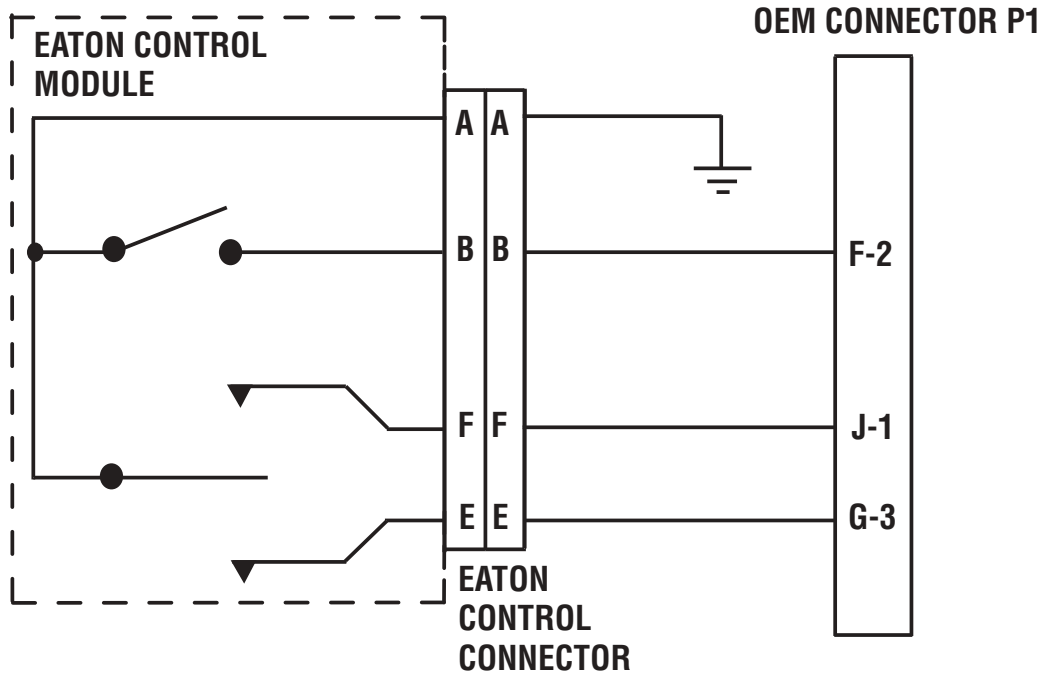 OEM CONNECTOR P1
EATON CONTROL
MODULE
A A
B B
F-2
F F
J-1
E E
G-3
EATON
CONTROL
CONNECTOR